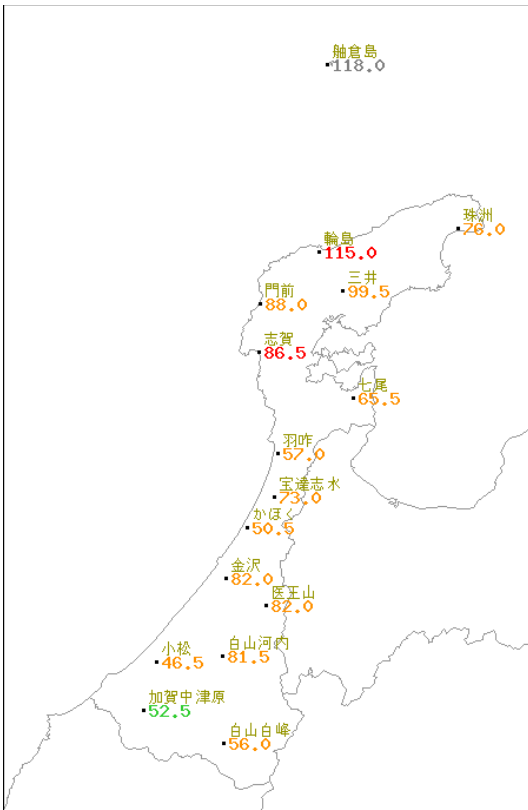 舳倉島
118.0
珠洲
76.0
輪島
115.0
三井
99.5
門前
88.0
志賀
86.5
七尾
65.5
羽咋
57.0
宝達志水
73.0
かほく
50.5
金沢
82.0
医王山
82.0
白山河内
81.5
小松
46.5
加賀中津原
52.5
白山白峰
56.0